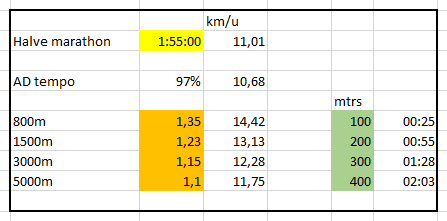 km/u
Halve marathon 1:55:00 11,01
AD tempo 97% 10,68
mtrs
800m 1,35 14,42 100 00:25
1500m 1,23 13,13 200 00:55
3000m 1,15 12,28 300 01:28
5000m 1,1 11,75 400 02:03